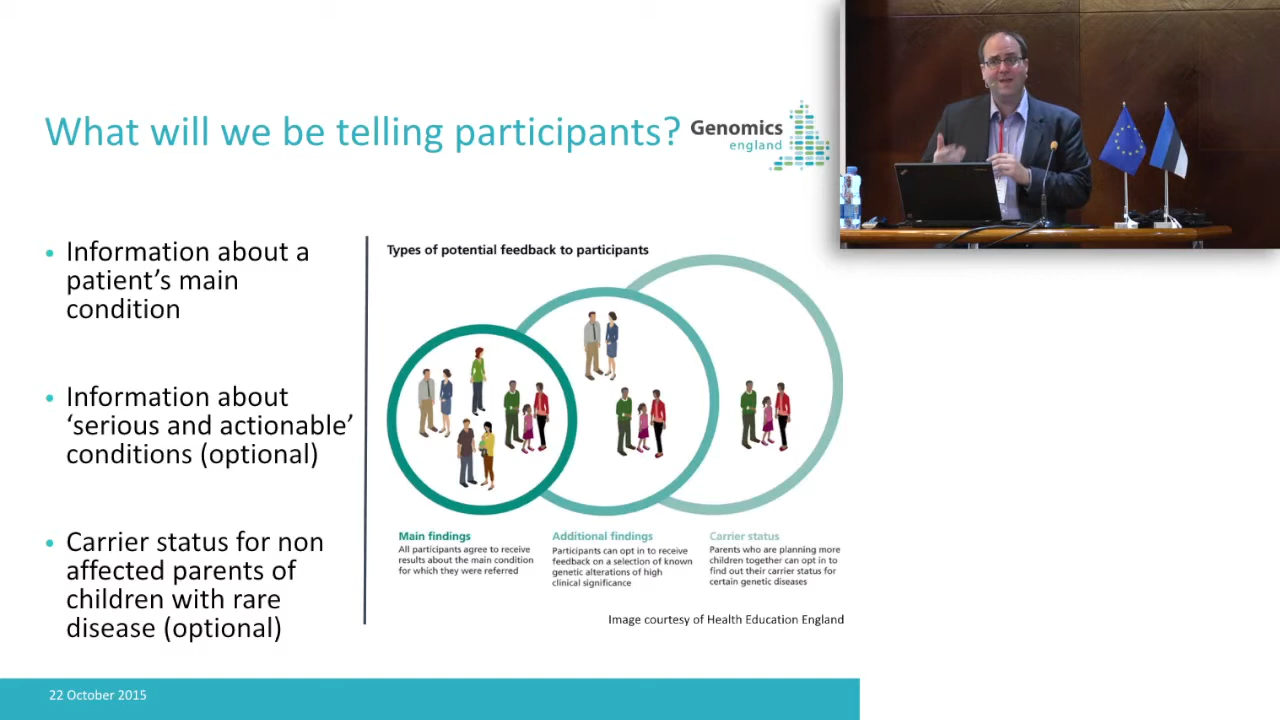 What will we be telling participants?
Genomics
england
• Information about a
patient’s main
condition
• Information about
‘serious and actionable’
conditions (optional)
• Carrier status for non
affected parents of
children with rare
disease (optional)
Types of potential feedback to participants
Main findings
All participants agree to receive
results about the main condition
for which they were referred
Additional findings
Participants can opt in to receive
feedback on a selection of known
genetic alterations of high
clinical significance
Carrier status
Parents who are planning more
children together can opt in to
find out their carrier status for
certain genetic diseases
Image courtesy of Health Education England
22 October 2015